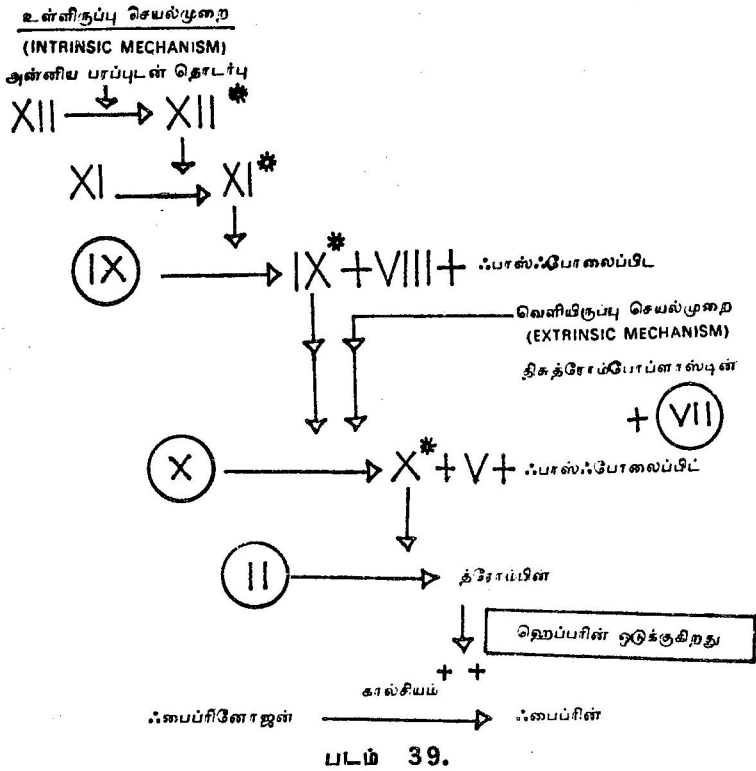 உள்ளிருப்பு செயல்முறை
(INTRINSIC MECHANISM)
அன்னிய பரப்புடன் தொடர்பு
XII XII*
XI XI*
IX IX* + VIII + ஃபாஸ்ஃபோலைப்பிட
வெளியிருப்பு செயல்முறை
(EXTRINSIC MECHANISM)
திசுத்ரோம்போப்ளாஸ்டின்
+ VII
X X* + V + ஃபாஸ்ஃபோலைப்பிட்
II த்ரோம்பின்
ஹெப்பரின் ஒடுக்குகிறது
கால்சியம் + +
ஃபைப்ரினோஜன் ஃபைப்ரின்
படம் 39.